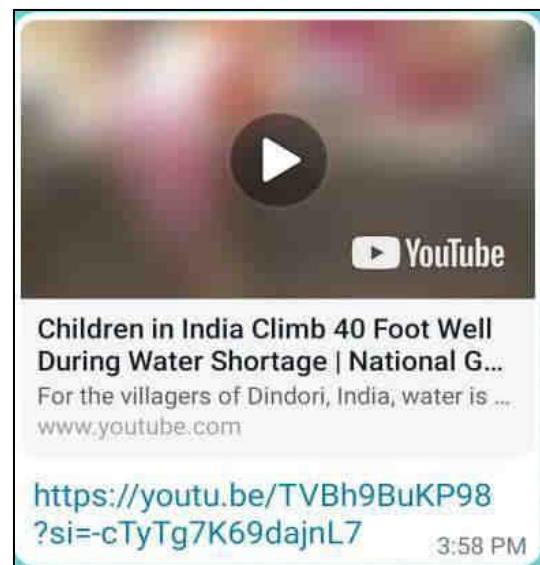 YouTube
Children in India Climb 40 Foot Well
During Water Shortage | National G...
For the villagers of Dindori, India, water is ...
www.youtube.com
https://youtu.be/TVBh9BuKP98
?si=-cTyTg7K69dajnL7
3:58 PM